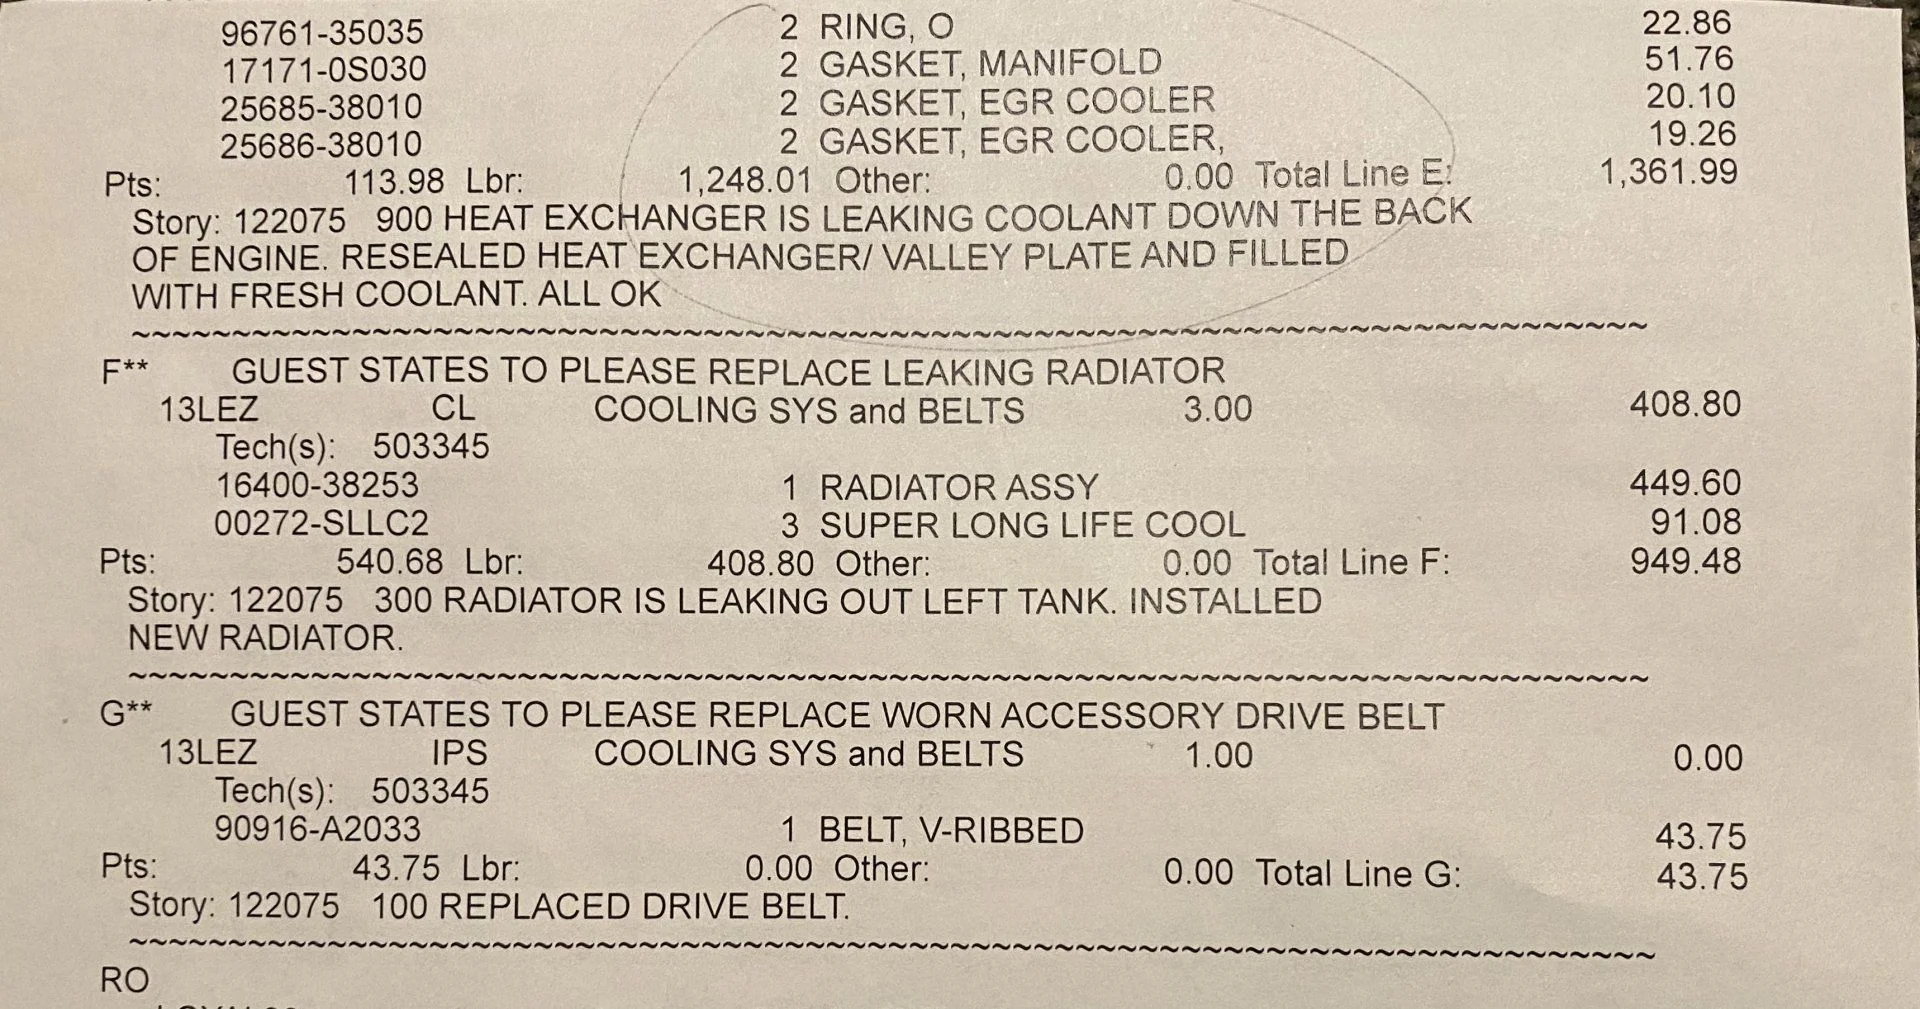 96761-35035 2 RING, O 22.86
17171-0S030 2 GASKET, MANIFOLD 51.76
25685-38010 2 GASKET, EGR COOLER 20.10
25686-38010 2 GASKET, EGR COOLER, 19.26
Pts: 113.98 Lbr: 1,248.01 Other: 0.00 Total Line E: 1,361.99
Story: 122075 900 HEAT EXCHANGER IS LEAKING COOLANT DOWN THE BACK
OF ENGINE. RESEALED HEAT EXCHANGER/ VALLEY PLATE AND FILLED
WITH FRESH COOLANT. ALL OK
~~~~~~~~~~~~~~~~~~~~~~~~~~~~~~~~~~~~~~~~~~~~~~~~~~~~~~~~~~~~~~~~~~~~~~~~~~~
F** GUEST STATES TO PLEASE REPLACE LEAKING RADIATOR
13LEZ CL COOLING SYS and BELTS 3.00 408.80
Tech(s): 503345
16400-38253 1 RADIATOR ASSY 449.60
00272-SLLC2 3 SUPER LONG LIFE COOL 91.08
Pts: 540.68 Lbr: 408.80 Other: 0.00 Total Line F: 949.48
Story: 122075 300 RADIATOR IS LEAKING OUT LEFT TANK. INSTALLED
NEW RADIATOR.
~~~~~~~~~~~~~~~~~~~~~~~~~~~~~~~~~~~~~~~~~~~~~~~~~~~~~~~~~~~~~~~~~~~~~~~~~~~
G** GUEST STATES TO PLEASE REPLACE WORN ACCESSORY DRIVE BELT
13LEZ IPS COOLING SYS and BELTS 1.00 0.00
Tech(s): 503345
90916-A2033 1 BELT, V-RIBBED 43.75
Pts: 43.75 Lbr: 0.00 Other: 0.00 Total Line G: 43.75
Story: 122075 100 REPLACED DRIVE BELT.
~~~~~~~~~~~~~~~~~~~~~~~~~~~~~~~~~~~~~~~~~~~~~~~~~~~~~~~~~~~~~~~~~~~~~~~~~~~
RO